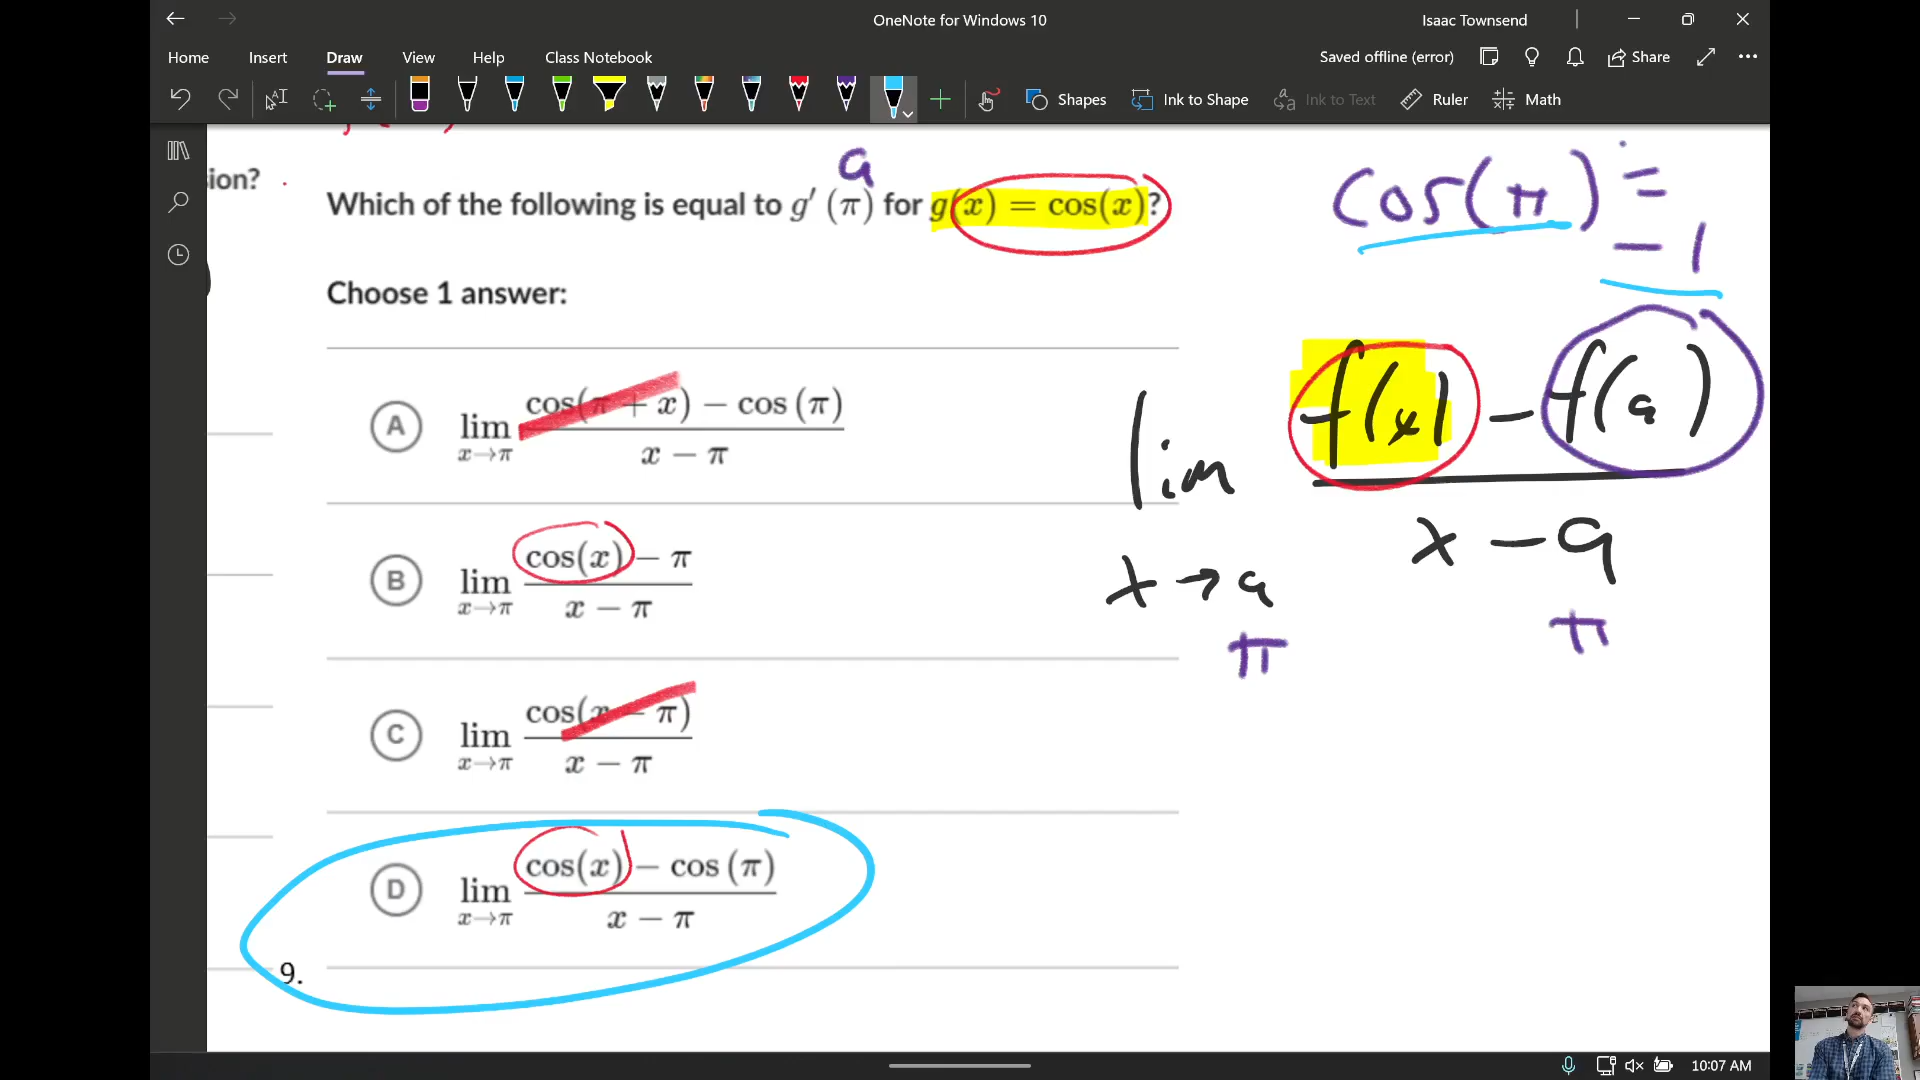 OneNote for Windows 10
Isaac Townsend
Home Insert Draw View Help Class Notebook
Saved offline (error) Share
Shapes Ink to Shape Ink to Text Ruler Math
ion?
a
Which of the following is equal to g′ (π) for g(x) = cos(x)?
cos(π) =
−1
Choose 1 answer:
A lim x→π cos(π + x) − cos (π) / x − π
B lim x→π cos(x) − π / x − π
C lim x→π cos(x − π) / x − π
D lim x→π cos(x) − cos (π) / x − π
9.
lim x→a f(x) − f(a) / x − a
π π
10:07 AM